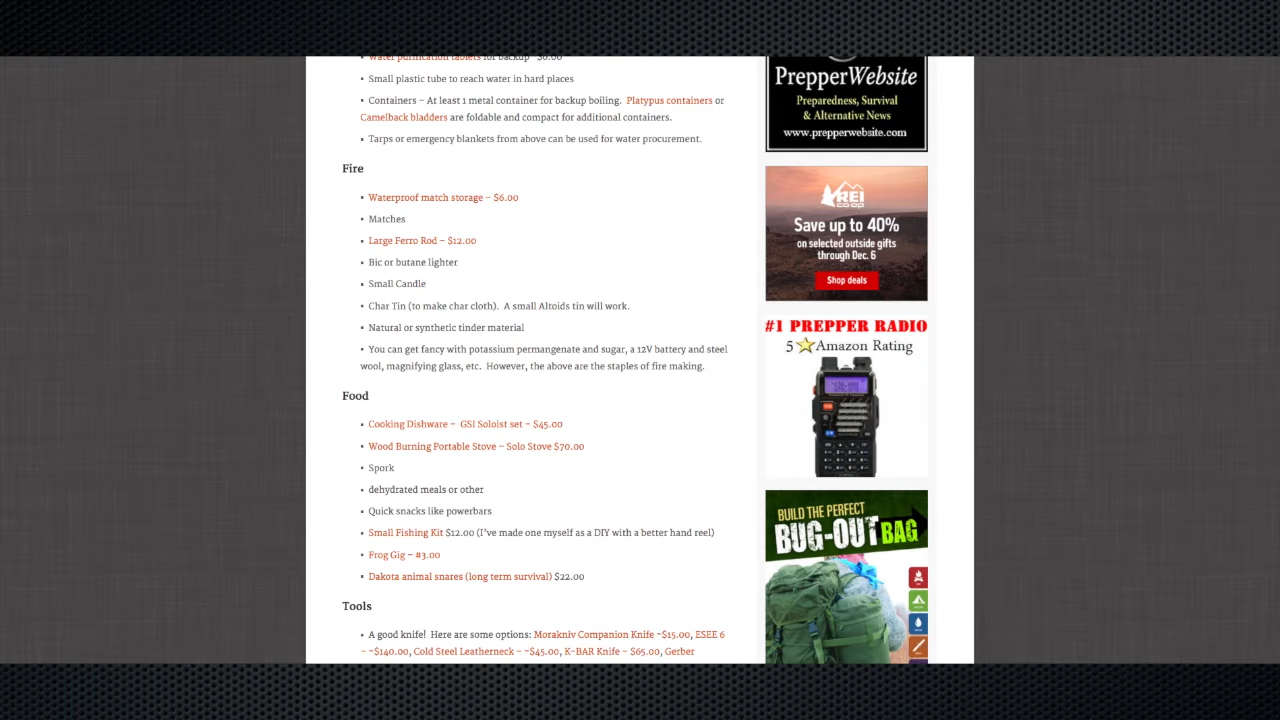 Water purification tablets for backup ~$6.00
▪ Small plastic tube to reach water in hard places
▪ Containers – At least 1 metal container for backup boiling. Platypus containers or
Camelback bladders are foldable and compact for additional containers.
▪ Tarps or emergency blankets from above can be used for water procurement.
Fire
▪ Waterproof match storage – $6.00
▪ Matches
▪ Large Ferro Rod – $12.00
▪ Bic or butane lighter
▪ Small Candle
▪ Char Tin (to make char cloth). A small Altoids tin will work.
▪ Natural or synthetic tinder material
▪ You can get fancy with potassium permangenate and sugar, a 12V battery and steel
wool, magnifying glass, etc. However, the above are the staples of fire making.
Food
▪ Cooking Dishware – GSI Soloist set – $45.00
▪ Wood Burning Portable Stove – Solo Stove $70.00
▪ Spork
▪ dehydrated meals or other
▪ Quick snacks like powerbars
▪ Small Fishing Kit $12.00 (I've made one myself as a DIY with a better hand reel)
▪ Frog Gig – #3.00
▪ Dakota animal snares (long term survival) $22.00
Tools
▪ A good knife! Here are some options: Morakniv Companion Knife ~$15.00, ESEE 6
– ~$140.00, Cold Steel Leatherneck – ~$45.00, K-BAR Knife – $65.00, Gerber
PrepperWebsite
Preparedness, Survival
& Alternative News
www.prepperwebsite.com
REI
co-op
Save up to 40%
on selected outside gifts
through Dec. 6
Shop deals
#1 PREPPER RADIO
5 Amazon Rating
BUILD THE PERFECT
BUG-OUT BAG